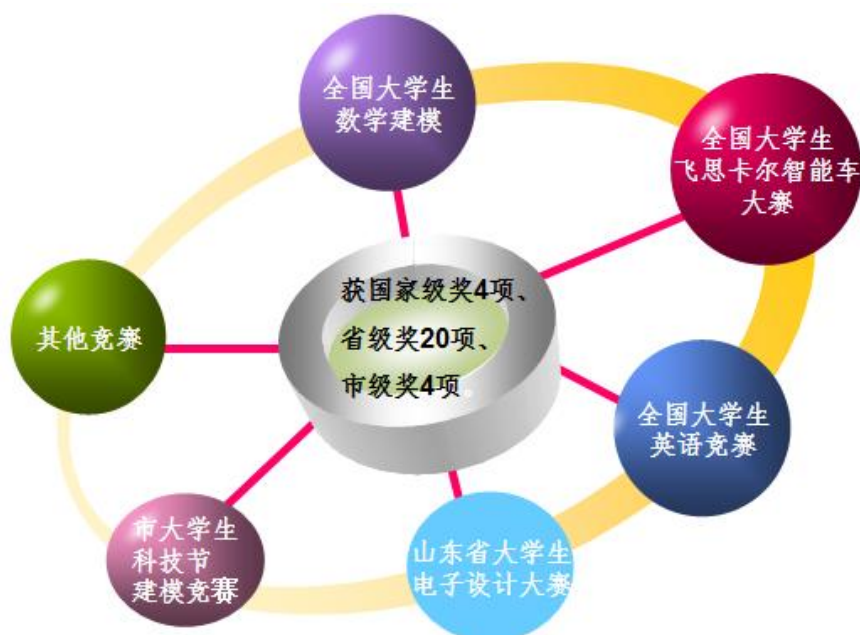 全国大学生
数学建模
全国大学生
飞思卡尔智能车
大赛
获国家级奖4项、
省级奖20项、
市级奖4项。
其他竞赛
全国大学生
英语竞赛
市大学生
科技节
建模竞赛
山东省大学生
电子设计大赛